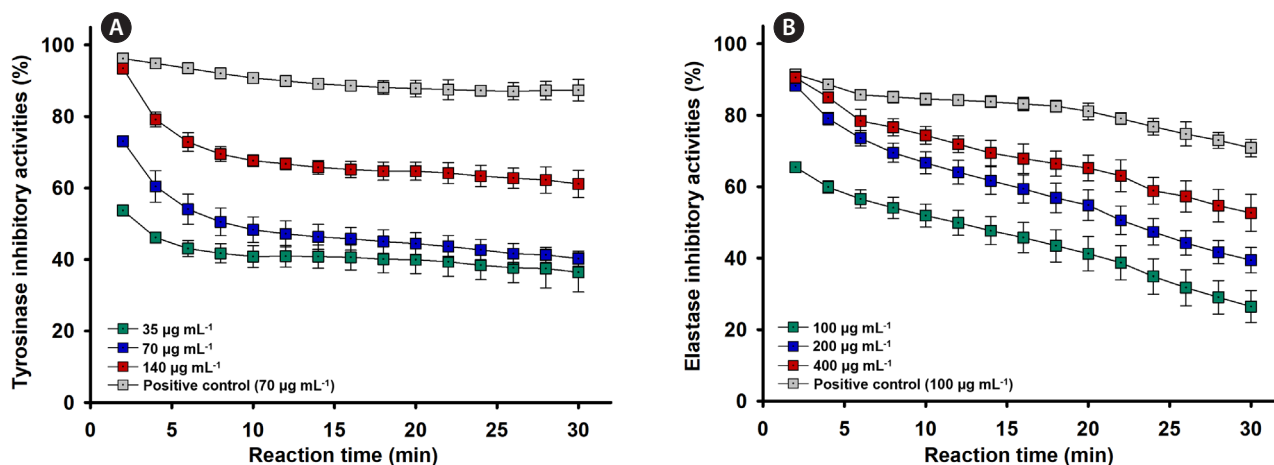 A
Tyrosinase inhibitory activities (%)
100
80
60
40
20
0
35 µg mL-1
70 µg mL-1
140 µg mL-1
Positive control (70 µg mL-1)
0 5 10 15 20 25 30
Reaction time (min)
B
Elastase inhibitory activities (%)
100
80
60
40
20
0
100 µg mL-1
200 µg mL-1
400 µg mL-1
Positive control (100 µg mL-1)
0 5 10 15 20 25 30
Reaction time (min)